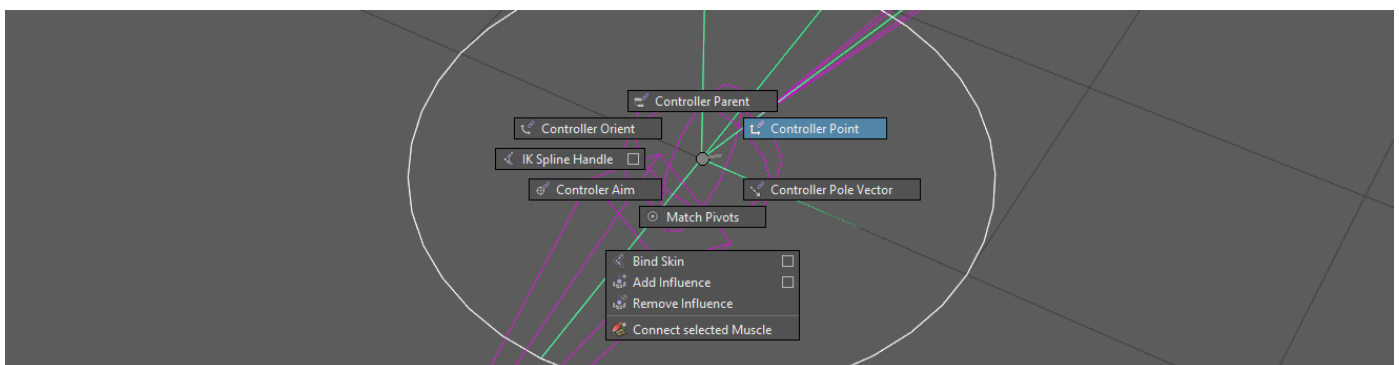 Controller Parent
Controller Orient
Controller Point
IK Spline Handle
Controler Aim
Controller Pole Vector
Match Pivots
Bind Skin
Add Influence
Remove Influence
Connect selected Muscle